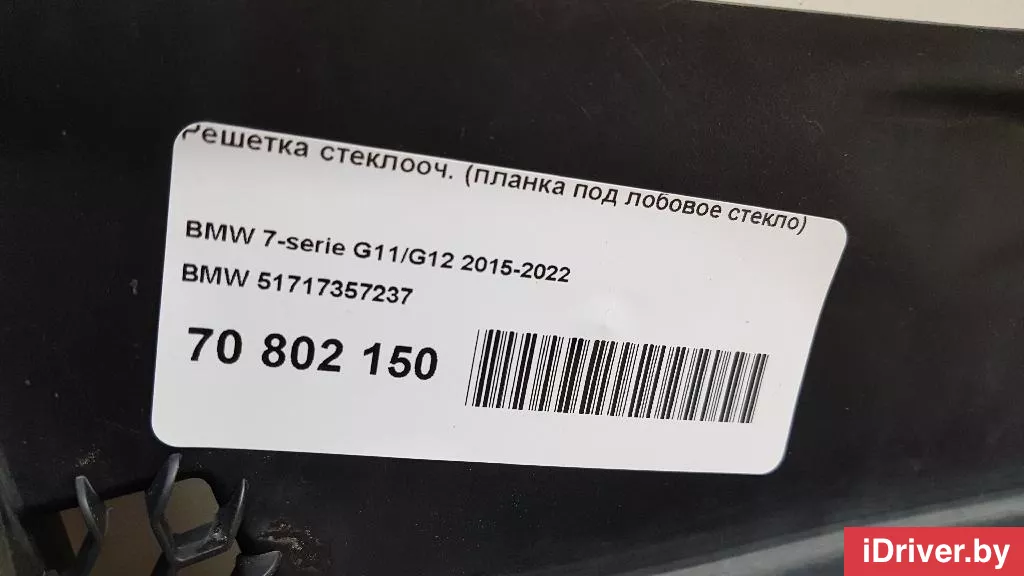 Решетка стеклооч. (планка под лобовое стекло)
BMW 7-serie G11/G12 2015-2022
BMW 51717357237
70 802 150
iDriver.by